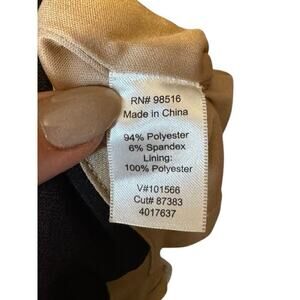 RN# 98516
Made in China
94% Polyester
6% Spandex
Lining:
100% Polyester
V#101566
Cut# 87383
4017637